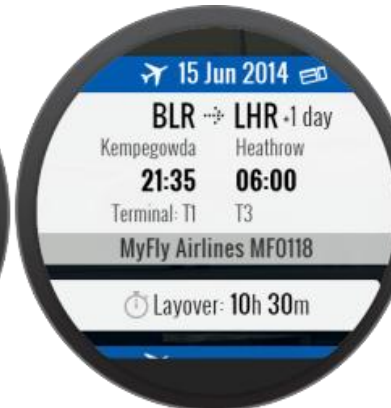 15 Jun 2014
BLR LHR +1 day
Kempegowda Heathrow
21:35 06:00
Terminal: T1 T3
MyFly Airlines MF0118
Layover: 10h 30m